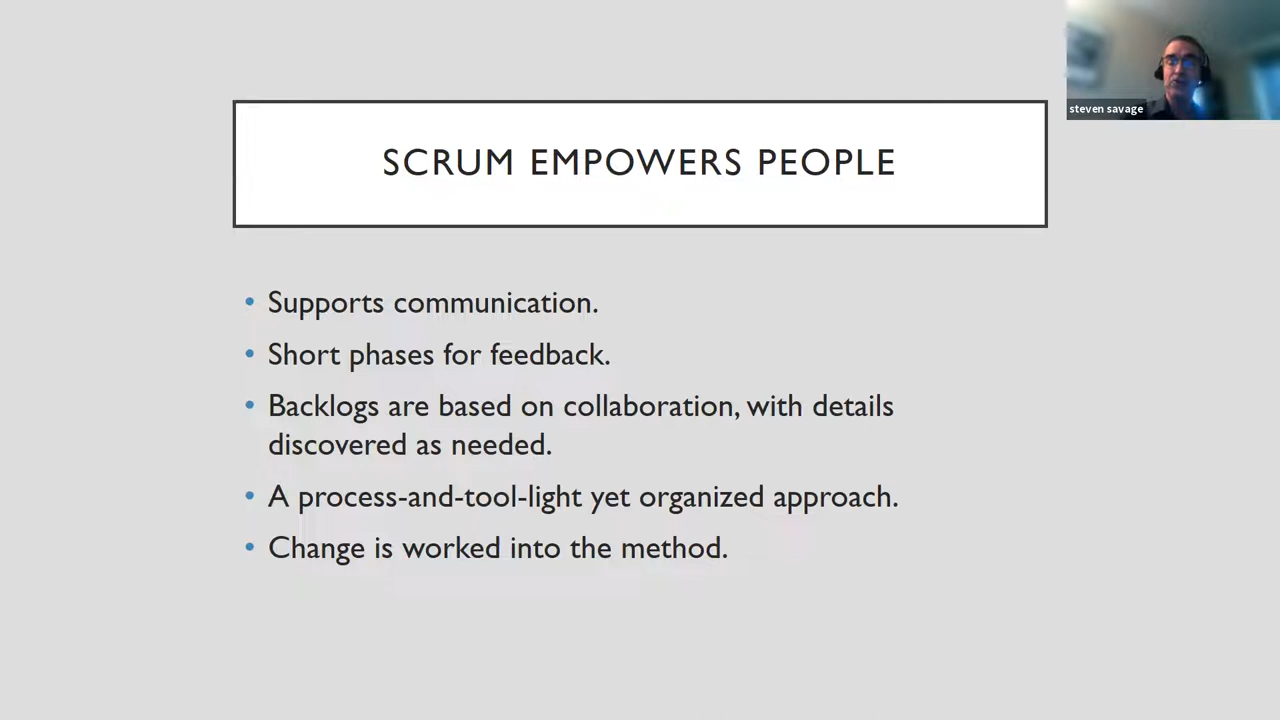 steven savage
SCRUM EMPOWERS PEOPLE
• Supports communication.
• Short phases for feedback.
• Backlogs are based on collaboration, with details
discovered as needed.
• A process-and-tool-light yet organized approach.
• Change is worked into the method.